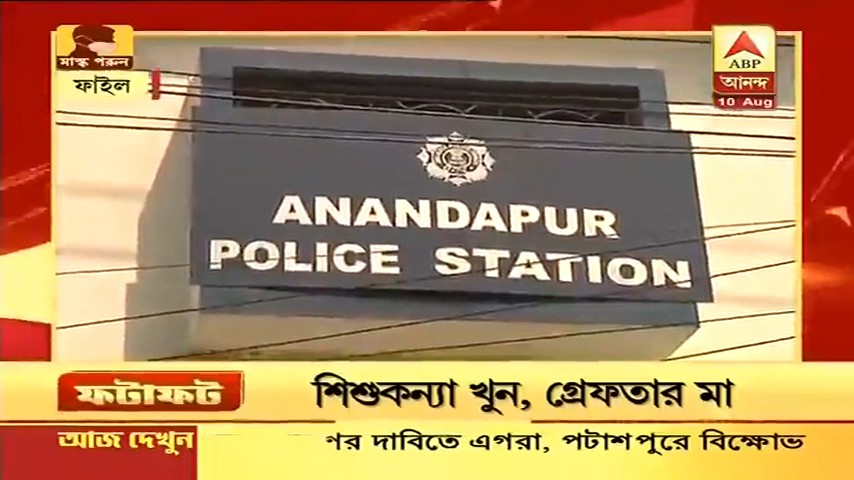 মাস্ক পরুন
ফাইল
ABP
আনন্দ
10 Aug
ANANDAPUR
POLICE STATION
ফটাফট
শিশুকন্যা খুন, গ্রেফতার মা
আজ দেখুন
দাবিতে এগরা, পটাশপুরে বিক্ষোভ